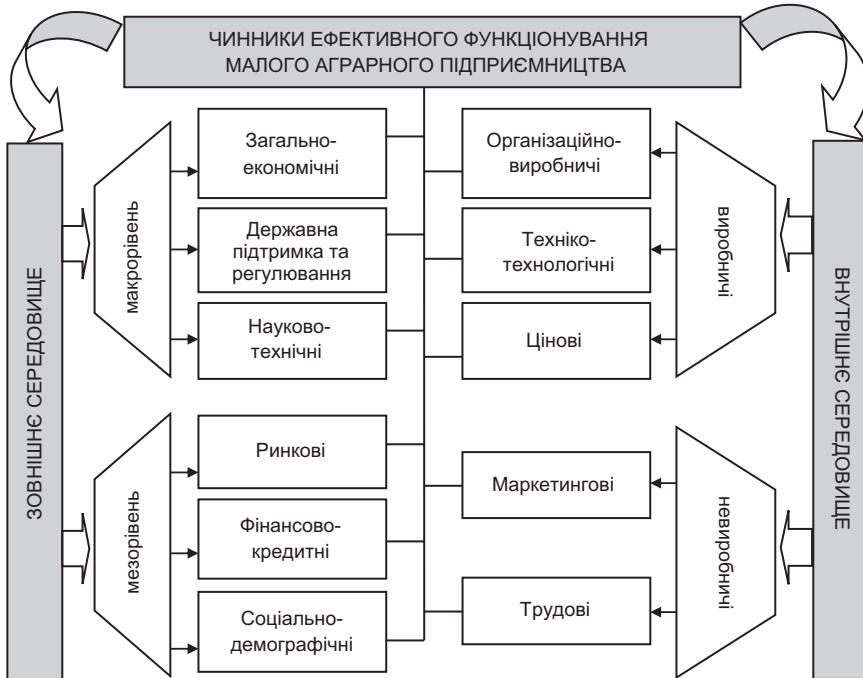 ЧИННИКИ ЕФЕКТИВНОГО ФУНКЦІОНУВАННЯ
МАЛОГО АГРАРНОГО ПІДПРИЄМНИЦТВА
ЗОВНІШНЄ СЕРЕДОВИЩЕ
макрорівень
Загально-
економічні
Державна
підтримка та
регулювання
Науково-
технічні
мезорівень
Ринкові
Фінансово-
кредитні
Соціально-
демографічні
Організаційно-
виробничі
Техніко-
технологічні
Цінові
виробничі
Маркетингові
Трудові
невиробничі
ВНУТРІШНЄ СЕРЕДОВИЩЕ